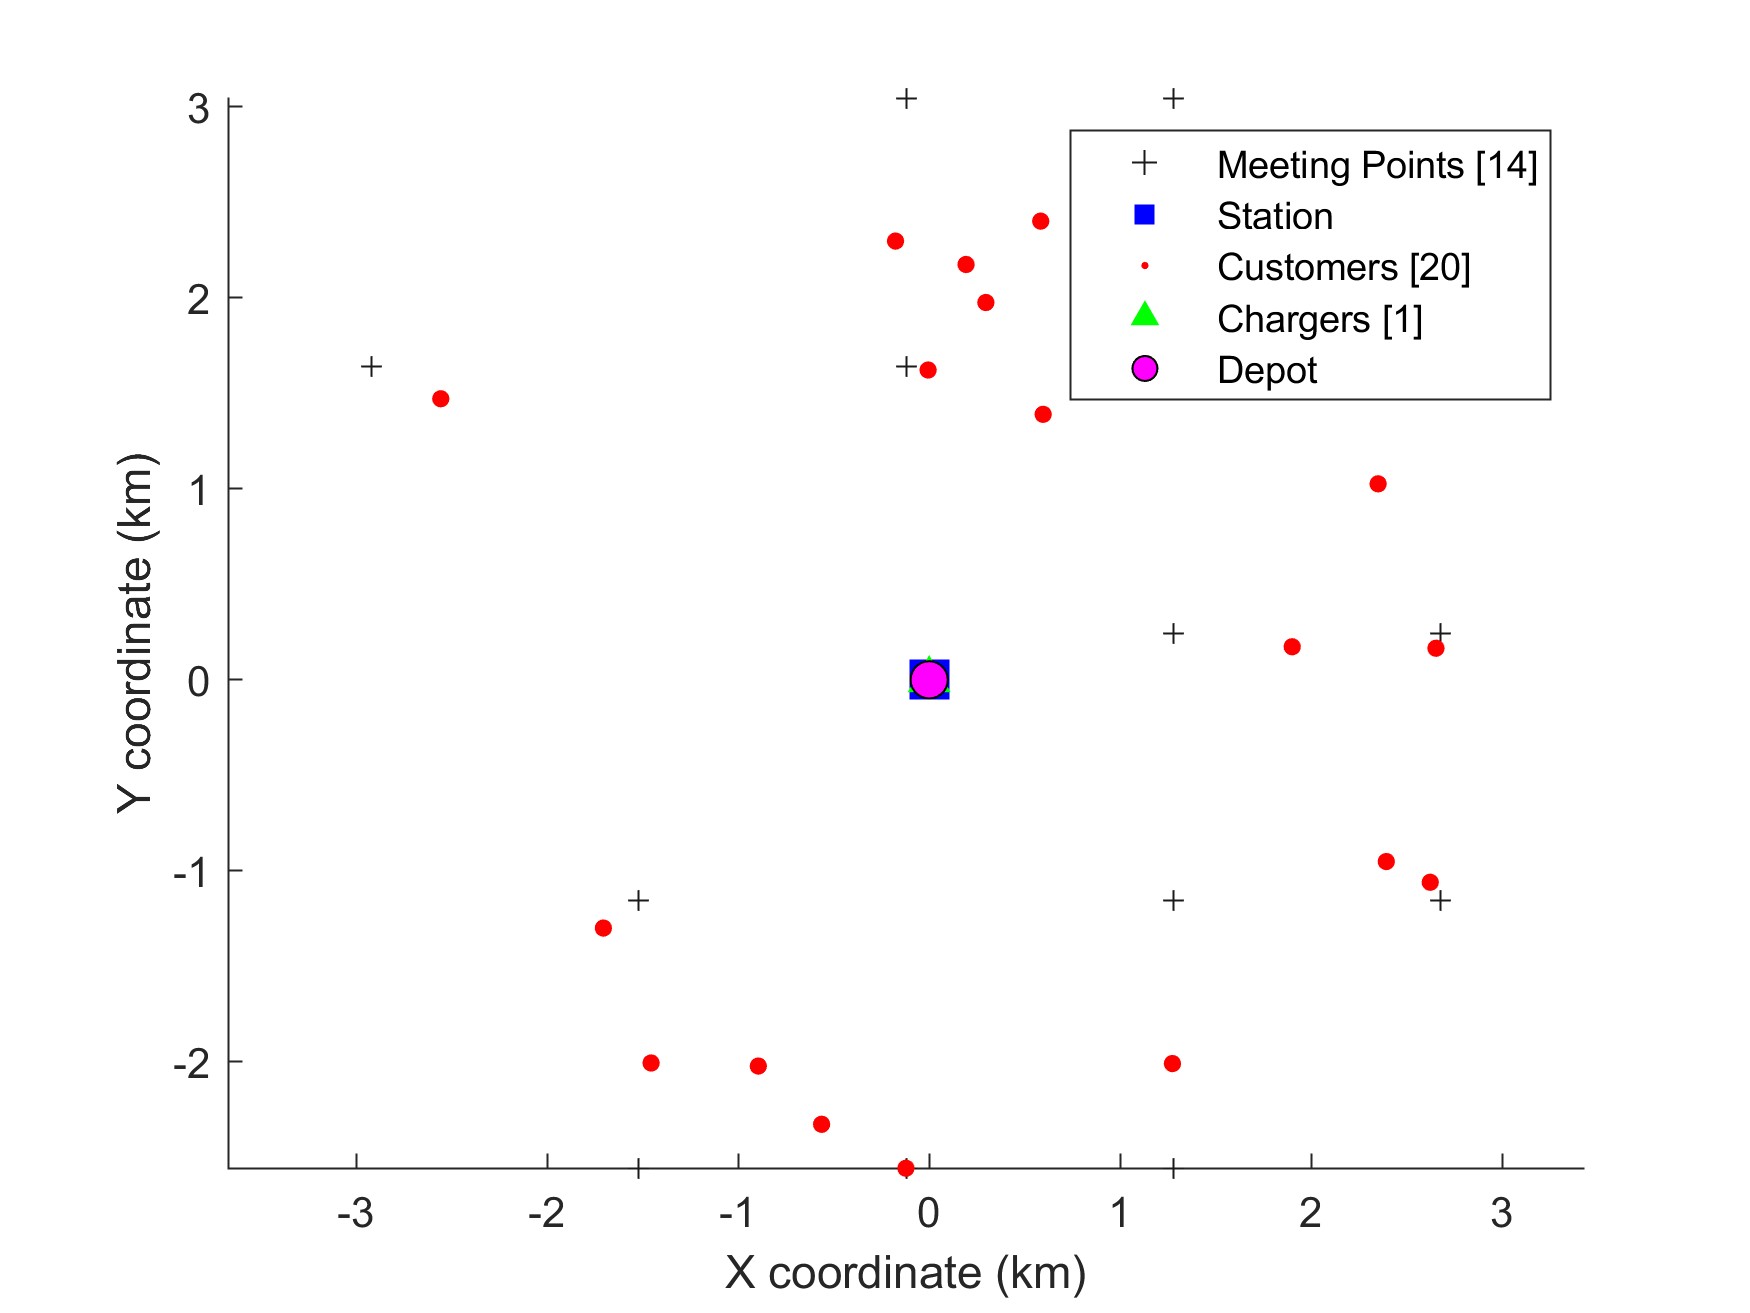 3
2
1
0
-1
-2
Y coordinate (km)
Meeting Points [14]
Station
Customers [20]
Chargers [1]
Depot
-3 -2 -1 0 1 2 3
X coordinate (km)